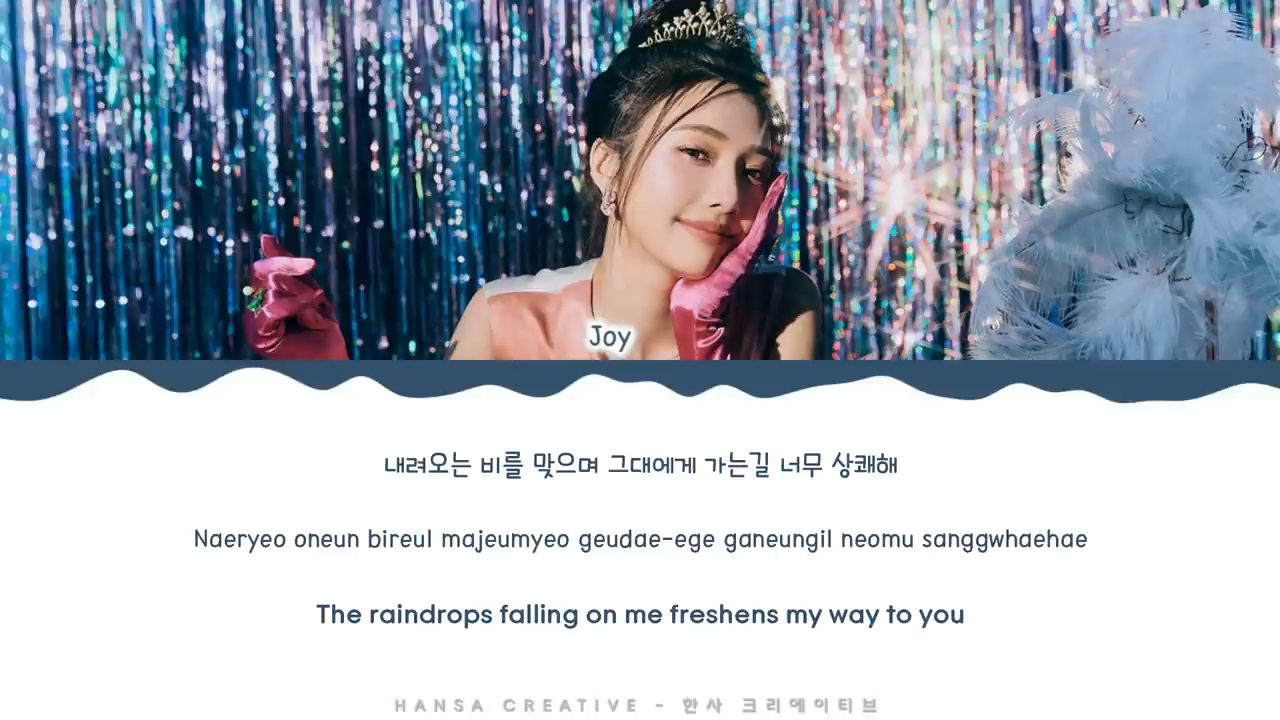 Joy
내려오는 비를 맞으며 그대에게 가는길 너무 상쾌해
Naeryeo oneun bireul majeumyeo geudae-ege ganeungil neomu sanggwhaehae
The raindrops falling on me freshens my way to you
HANSA CREATIVE - 한사 크리에이티브